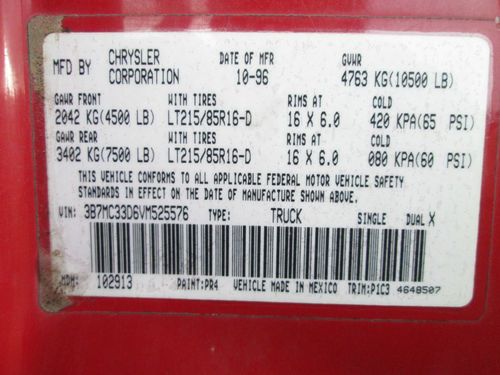 MFD BY CHRYSLER CORPORATION DATE OF MFR 10-96 GVWR 4763 KG(10500 LB)
GAWR FRONT WITH TIRES RIMS AT COLD
2042 KG(4500 LB) LT215/85R16-D 16 X 6.0 420 KPA(65 PSI)
GAWR REAR WITH TIRES RIMS AT COLD
3402 KG(7500 LB) LT215/85R16-D 16 X 6.0 080 KPA(60 PSI)
THIS VEHICLE CONFORMS TO ALL APPLICABLE FEDERAL MOTOR VEHICLE SAFETY
STANDARDS IN EFFECT ON THE DATE OF MANUFACTURE SHOWN ABOVE.
VIN: 3B7MC33D6VM525576 TYPE: TRUCK SINGLE DUAL X
MDH: 102913 PAINT:PR4 VEHICLE MADE IN MEXICO TRIM:P1C3 4648507